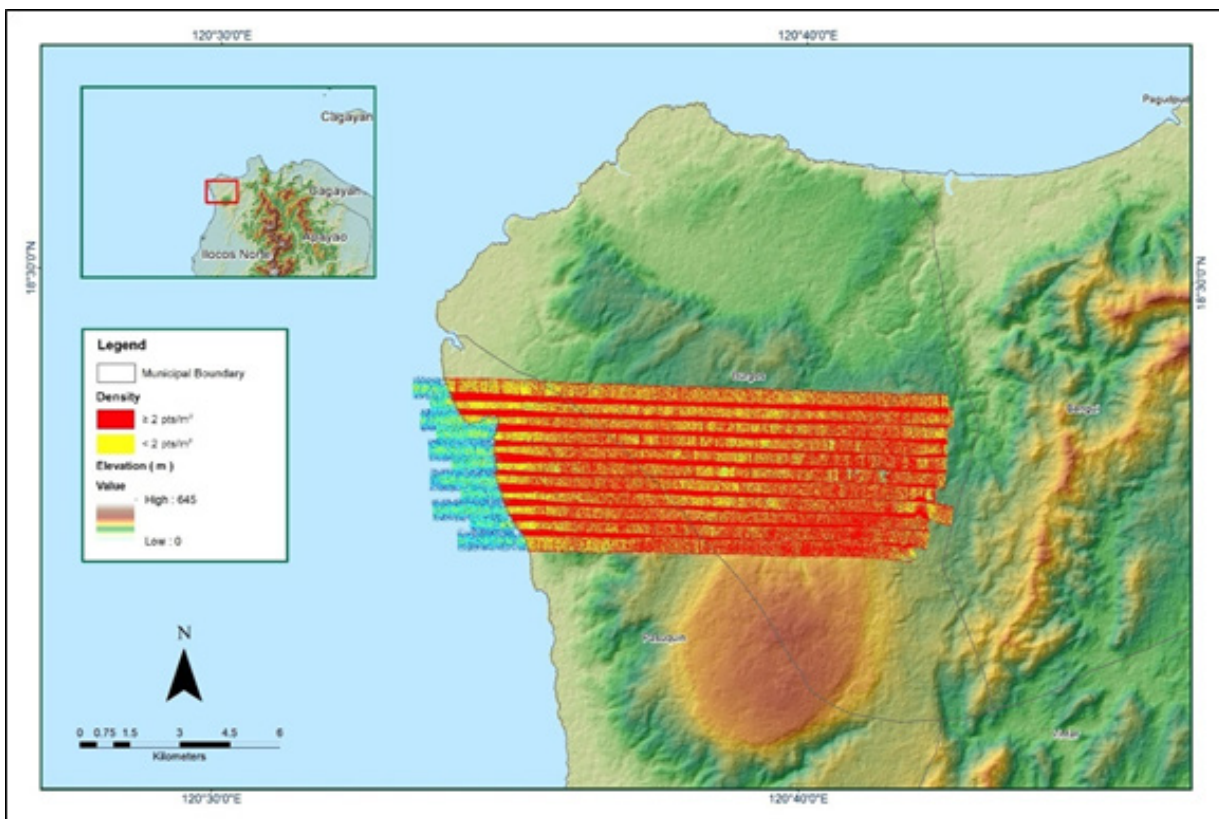 120°30'0"E
120°40'0"E
Pagudpud
Cagayan
Cagayan
Apayao
Ilocos Norte
18°30'0"N
18°30'0"N
Legend
Municipal Boundary
Density
≥ 2 pts/m²
< 2 pts/m²
Elevation ( m )
Value
High : 645
Low : 0
Burgos
Bangui
Pasuquin
Vintar
N
0 0.75 1.5 3 4.5 6
Kilometers
120°30'0"E
120°40'0"E